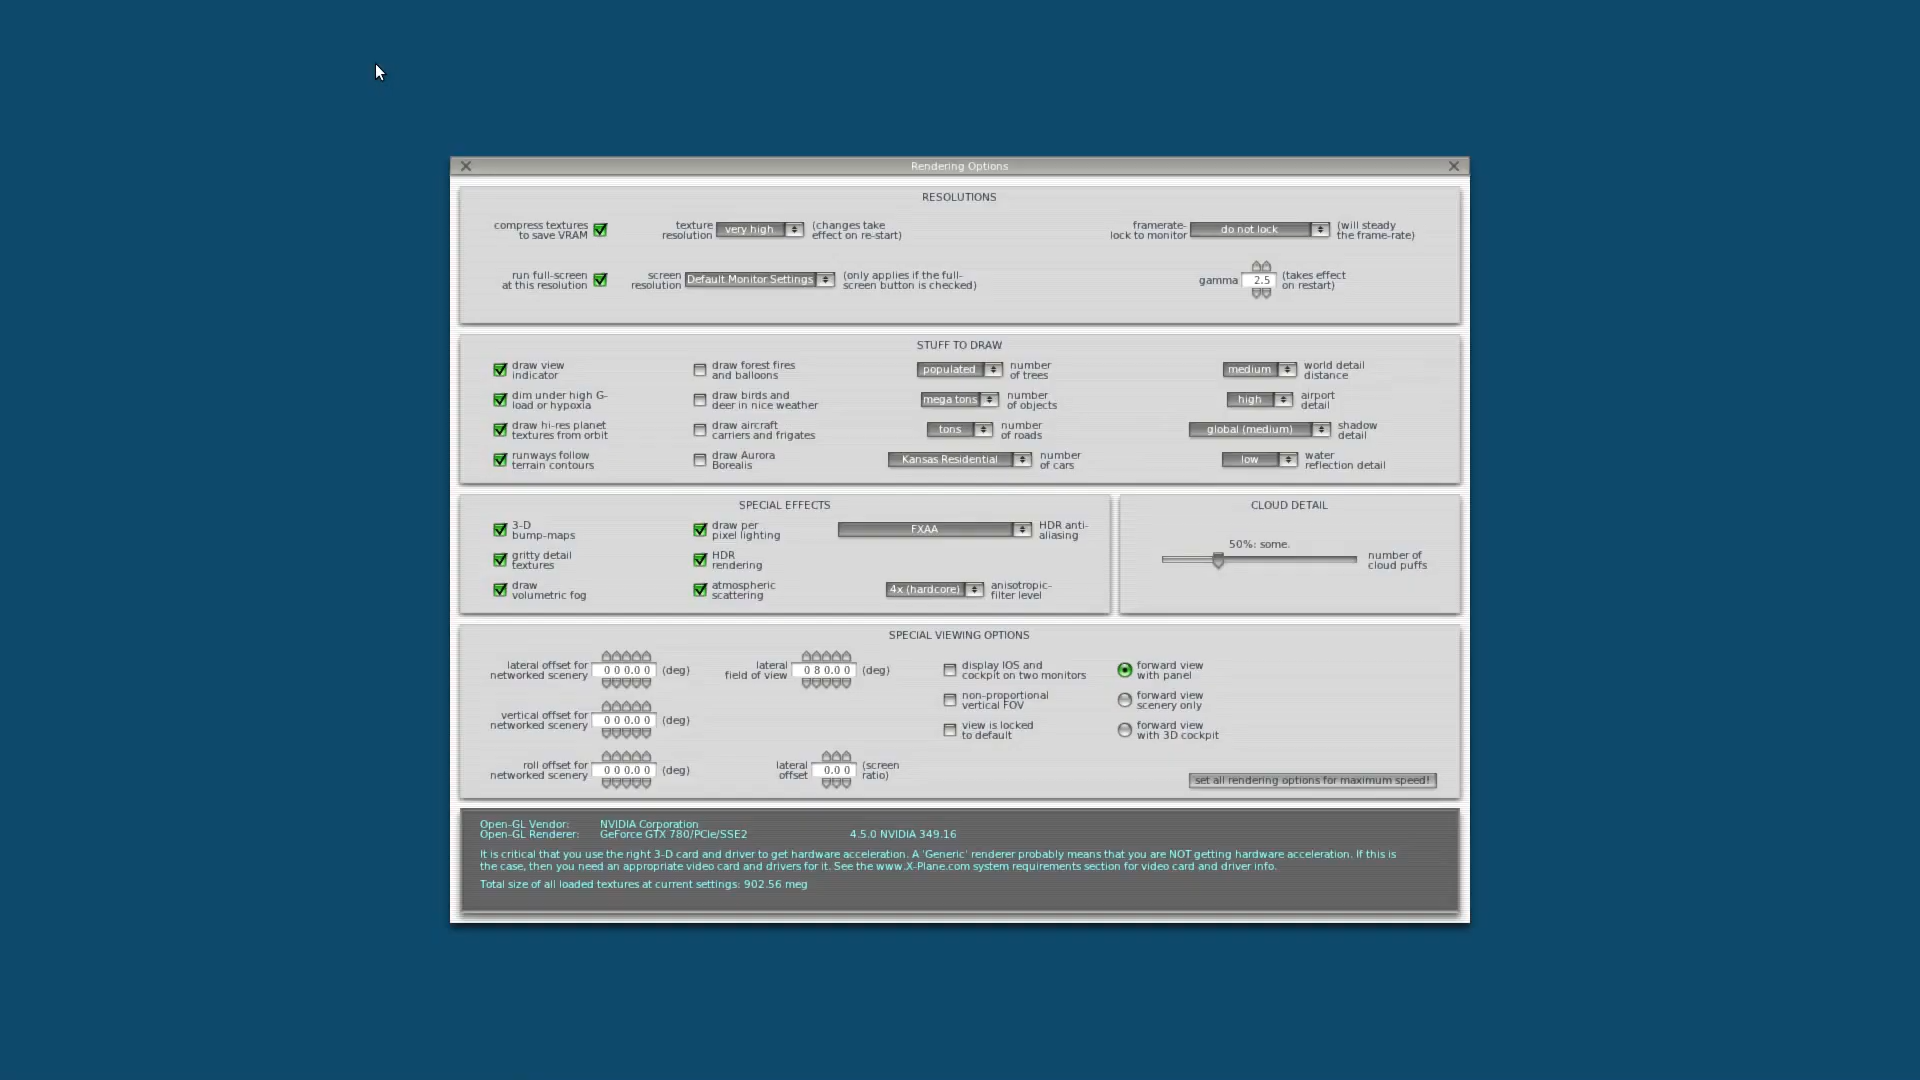 Rendering Options
RESOLUTIONS
compress textures
to save VRAM
texture
resolution
very high
(changes take
effect on re-start)
framerate-
lock to monitor
do not lock
(will steady
the frame-rate)
run full-screen
at this resolution
screen
resolution
Default Monitor Settings
(only applies if the full-
screen button is checked)
gamma
2.5
(takes effect
on restart)
STUFF TO DRAW
draw view
indicator
draw forest fires
and balloons
populated
number
of trees
medium
world detail
distance
dim under high G-
load or hypoxia
draw birds and
deer in nice weather
mega tons
number
of objects
high
airport
detail
draw hi-res planet
textures from orbit
draw aircraft
carriers and frigates
tons
number
of roads
global (medium)
shadow
detail
runways follow
terrain contours
draw Aurora
Borealis
Kansas Residential
number
of cars
low
water
reflection detail
SPECIAL EFFECTS
3-D
bump-maps
draw per
pixel lighting
FXAA
HDR anti-
aliasing
gritty detail
textures
HDR
rendering
draw
volumetric fog
atmospheric
scattering
4x (hardcore)
anisotropic-
filter level
CLOUD DETAIL
50%: some.
number of
cloud puffs
SPECIAL VIEWING OPTIONS
lateral offset for
networked scenery
0 0 0.0 0
(deg)
lateral
field of view
0 8 0.0 0
(deg)
display IOS and
cockpit on two monitors
forward view
with panel
vertical offset for
networked scenery
0 0 0.0 0
(deg)
non-proportional
vertical FOV
forward view
scenery only
view is locked
to default
forward view
with 3D cockpit
roll offset for
networked scenery
0 0 0.0 0
(deg)
lateral
offset
0.0 0
(screen
ratio)
set all rendering options for maximum speed!
Open-GL Vendor: NVIDIA Corporation
Open-GL Renderer: GeForce GTX 780/PCIe/SSE2 4.5.0 NVIDIA 349.16
It is critical that you use the right 3-D card and driver to get hardware acceleration. A 'Generic' renderer probably means that you are NOT getting hardware acceleration. If this is
the case, then you need an appropriate video card and drivers for it. See the www.X-Plane.com system requirements section for video card and driver info.
Total size of all loaded textures at current settings: 902.56 meg